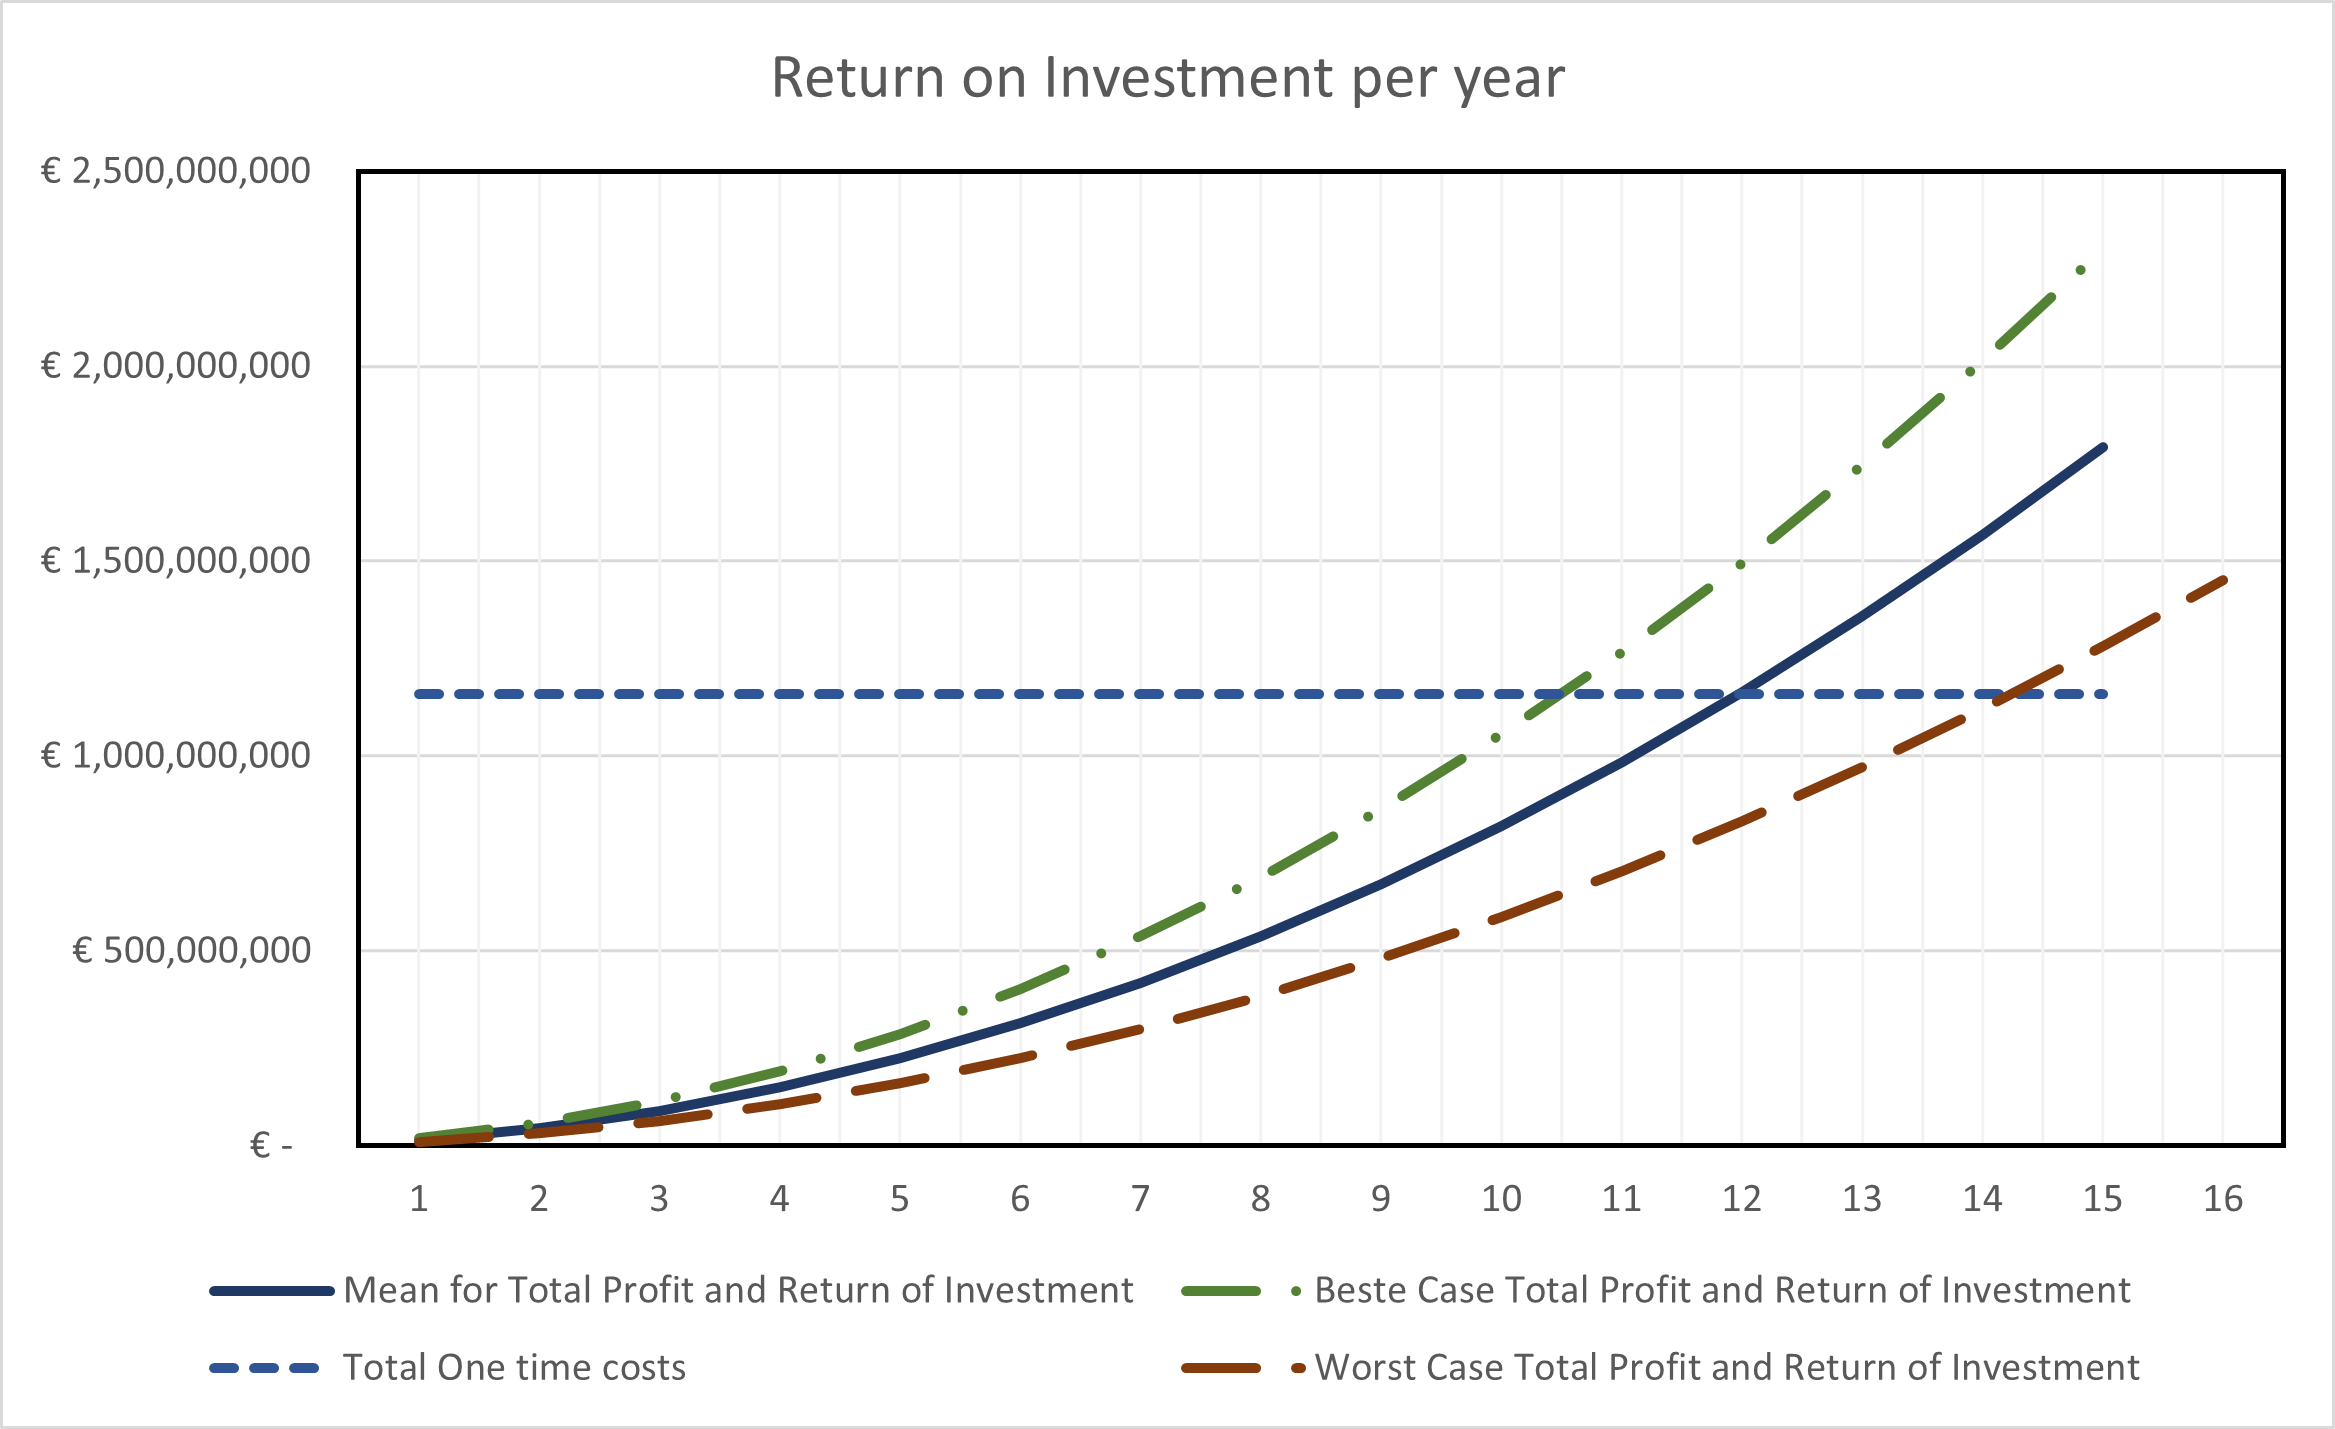 Return on Investment per year
€ 2,500,000,000
€ 2,000,000,000
€ 1,500,000,000
€ 1,000,000,000
€ 500,000,000
€ -
1 2 3 4 5 6 7 8 9 10 11 12 13 14 15 16
Mean for Total Profit and Return of Investment
Beste Case Total Profit and Return of Investment
Total One time costs
Worst Case Total Profit and Return of Investment